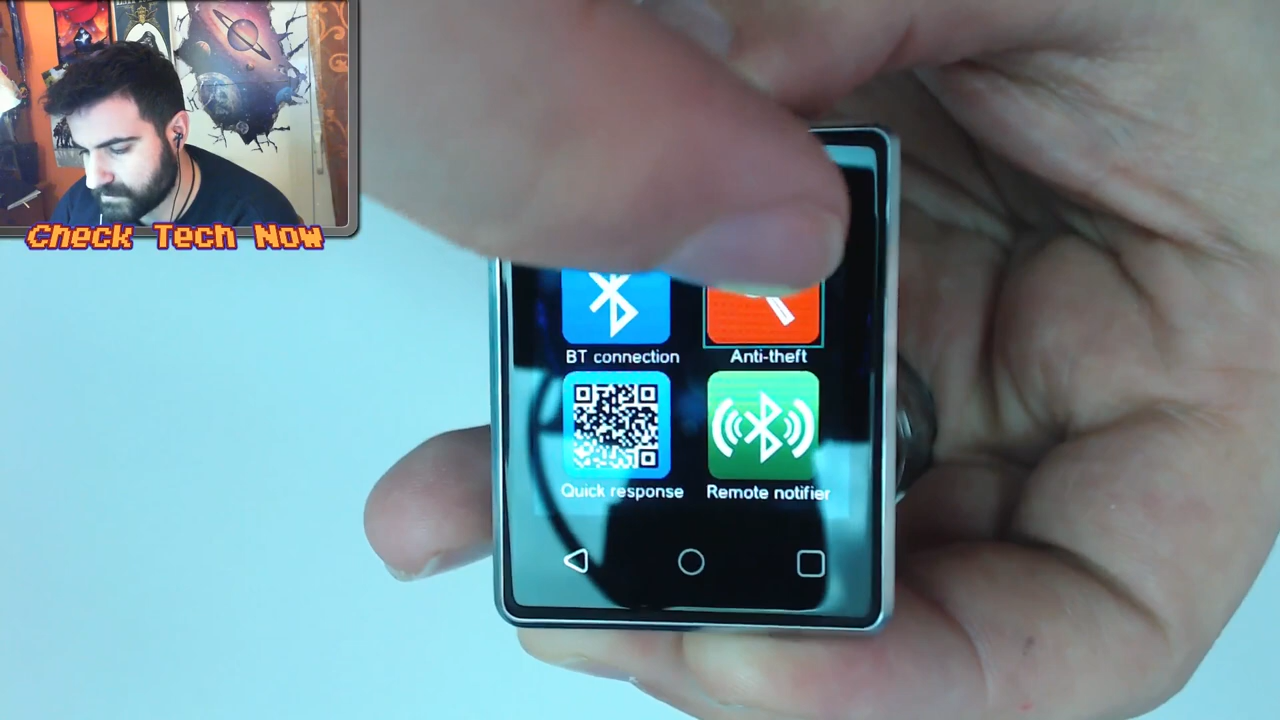 Check Tech Now
BT connection
Anti-theft
Quick response
Remote notifier